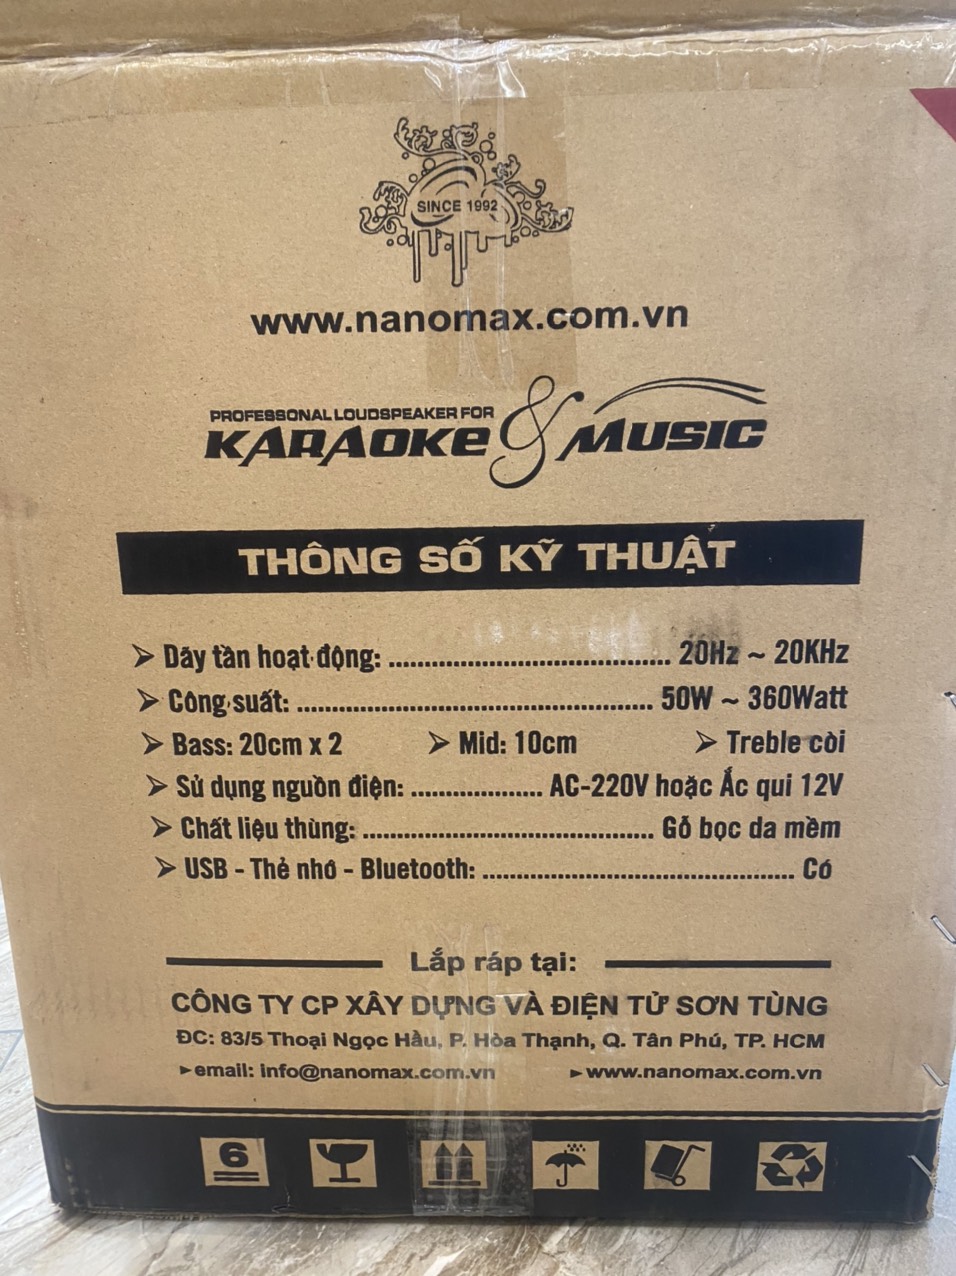 SINCE 1992
www.nanomax.com.vn
PROFESSONAL LOUDSPEAKER FOR
KARAOKE & MUSIC
THÔNG SỐ KỸ THUẬT
➢ Dãy tần hoạt động: ........................................ 20Hz ~ 20KHz
➢ Công suất: .................................................. 50W ~ 360Watt
➢ Bass: 20cm x 2 ➢ Mid: 10cm ➢ Treble còi
➢ Sử dụng nguồn điện: ................... AC-220V hoặc Ắc qui 12V
➢ Chất liệu thùng: .......................................... Gỗ bọc da mềm
➢ USB - Thẻ nhớ - Bluetooth: ............................................. Có
Lắp ráp tại:
CÔNG TY CP XÂY DỰNG VÀ ĐIỆN TỬ SƠN TÙNG
ĐC: 83/5 Thoại Ngọc Hầu, P. Hòa Thạnh, Q. Tân Phú, TP. HCM
►email: info@nanomax.com.vn ►www.nanomax.com.vn
6